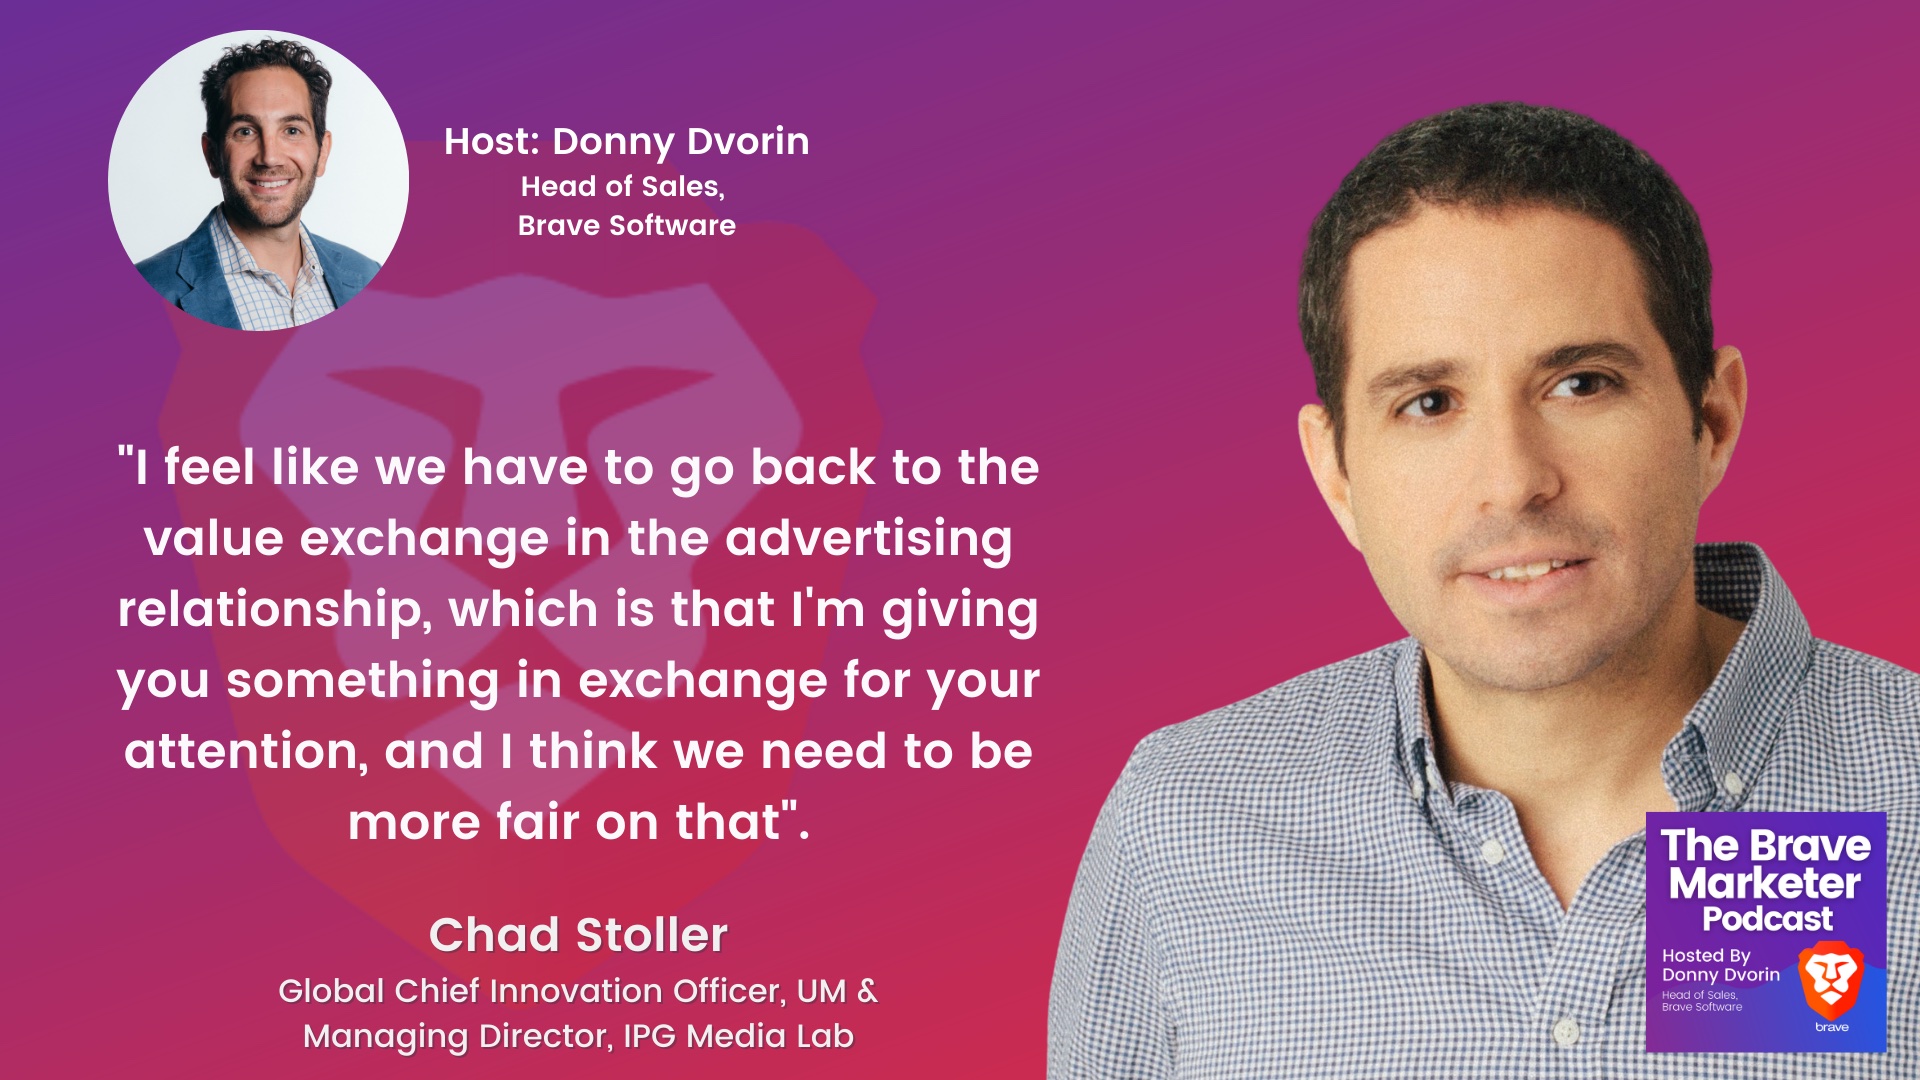 Host: Donny Dvorin
Head of Sales,
Brave Software
"I feel like we have to go back to the
value exchange in the advertising
relationship, which is that I'm giving
you something in exchange for your
attention, and I think we need to be
more fair on that".
Chad Stoller
Global Chief Innovation Officer, UM &
Managing Director, IPG Media Lab
The Brave
Marketer
Podcast
Hosted By
Donny Dvorin
Head of Sales,
Brave Software
brave